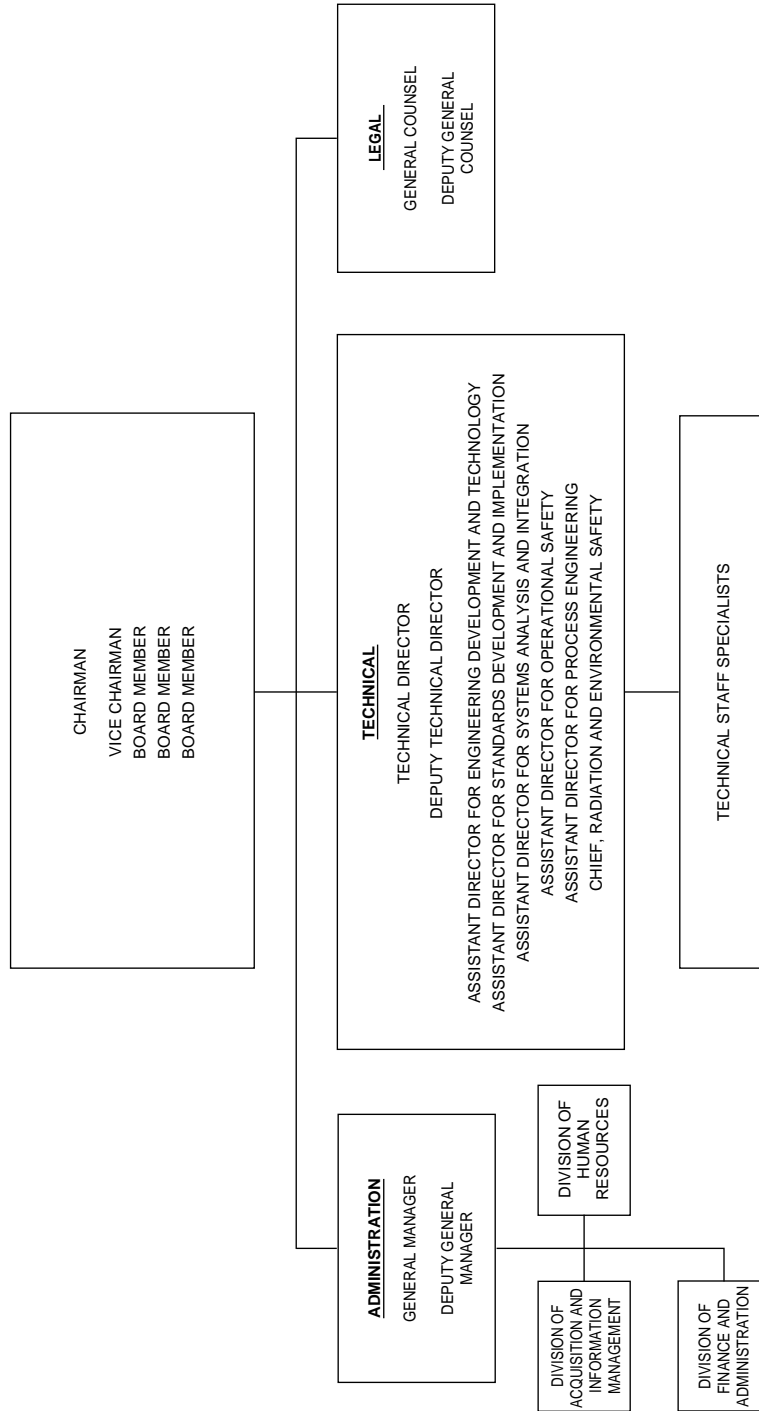 CHAIRMAN
VICE CHAIRMAN
BOARD MEMBER
BOARD MEMBER
BOARD MEMBER
ADMINISTRATION
GENERAL MANAGER
DEPUTY GENERAL
MANAGER
TECHNICAL
TECHNICAL DIRECTOR
DEPUTY TECHNICAL DIRECTOR
ASSISTANT DIRECTOR FOR ENGINEERING DEVELOPMENT AND TECHNOLOGY
ASSISTANT DIRECTOR FOR STANDARDS DEVELOPMENT AND IMPLEMENTATION
ASSISTANT DIRECTOR FOR SYSTEMS ANALYSIS AND INTEGRATION
ASSISTANT DIRECTOR FOR OPERATIONAL SAFETY
ASSISTANT DIRECTOR FOR PROCESS ENGINEERING
CHIEF, RADIATION AND ENVIRONMENTAL SAFETY
LEGAL
GENERAL COUNSEL
DEPUTY GENERAL
COUNSEL
DIVISION OF
ACQUISITION AND
INFORMATION
MANAGEMENT
DIVISION OF
HUMAN
RESOURCES
DIVISION OF
FINANCE AND
ADMINISTRATION
TECHNICAL STAFF SPECIALISTS